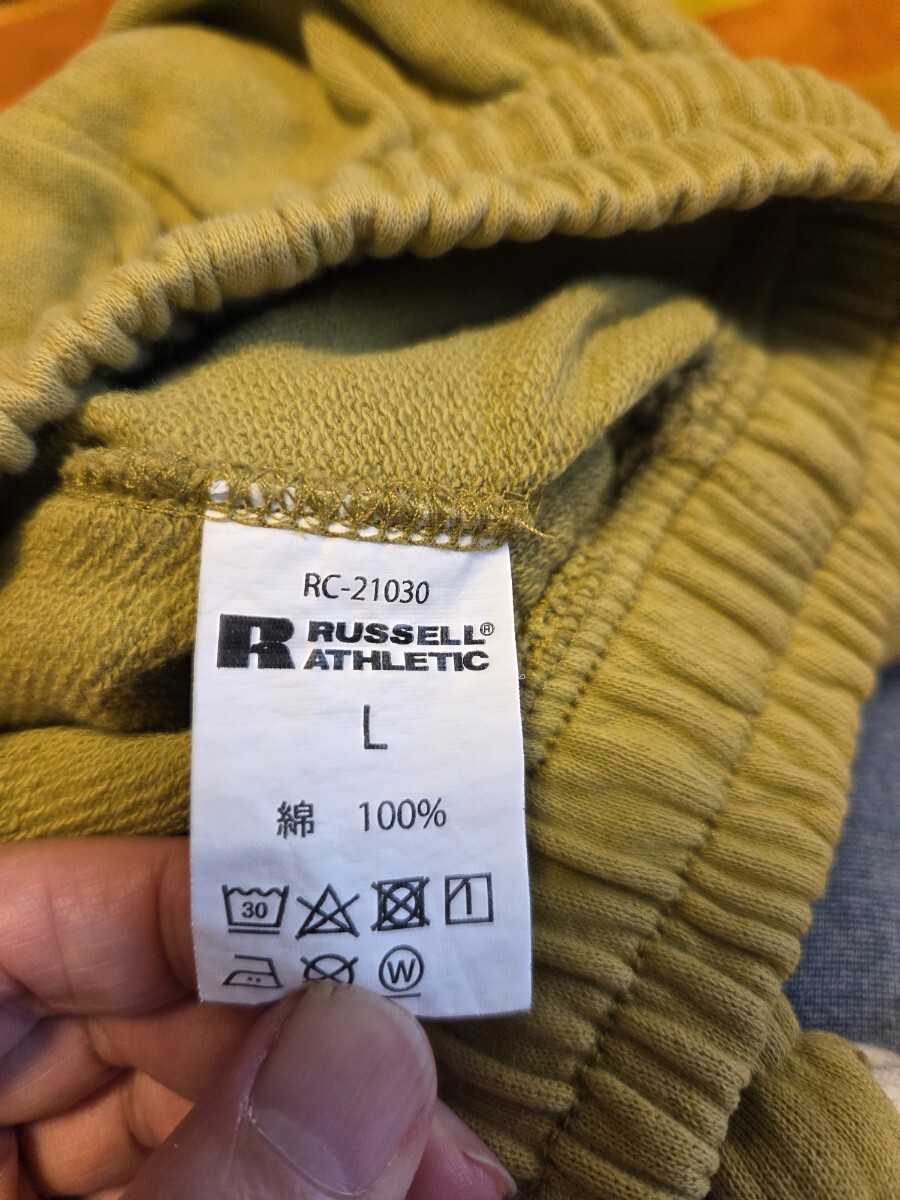 RC-21030
R RUSSELL®
ATHLETIC
L
綿 100%
30
W